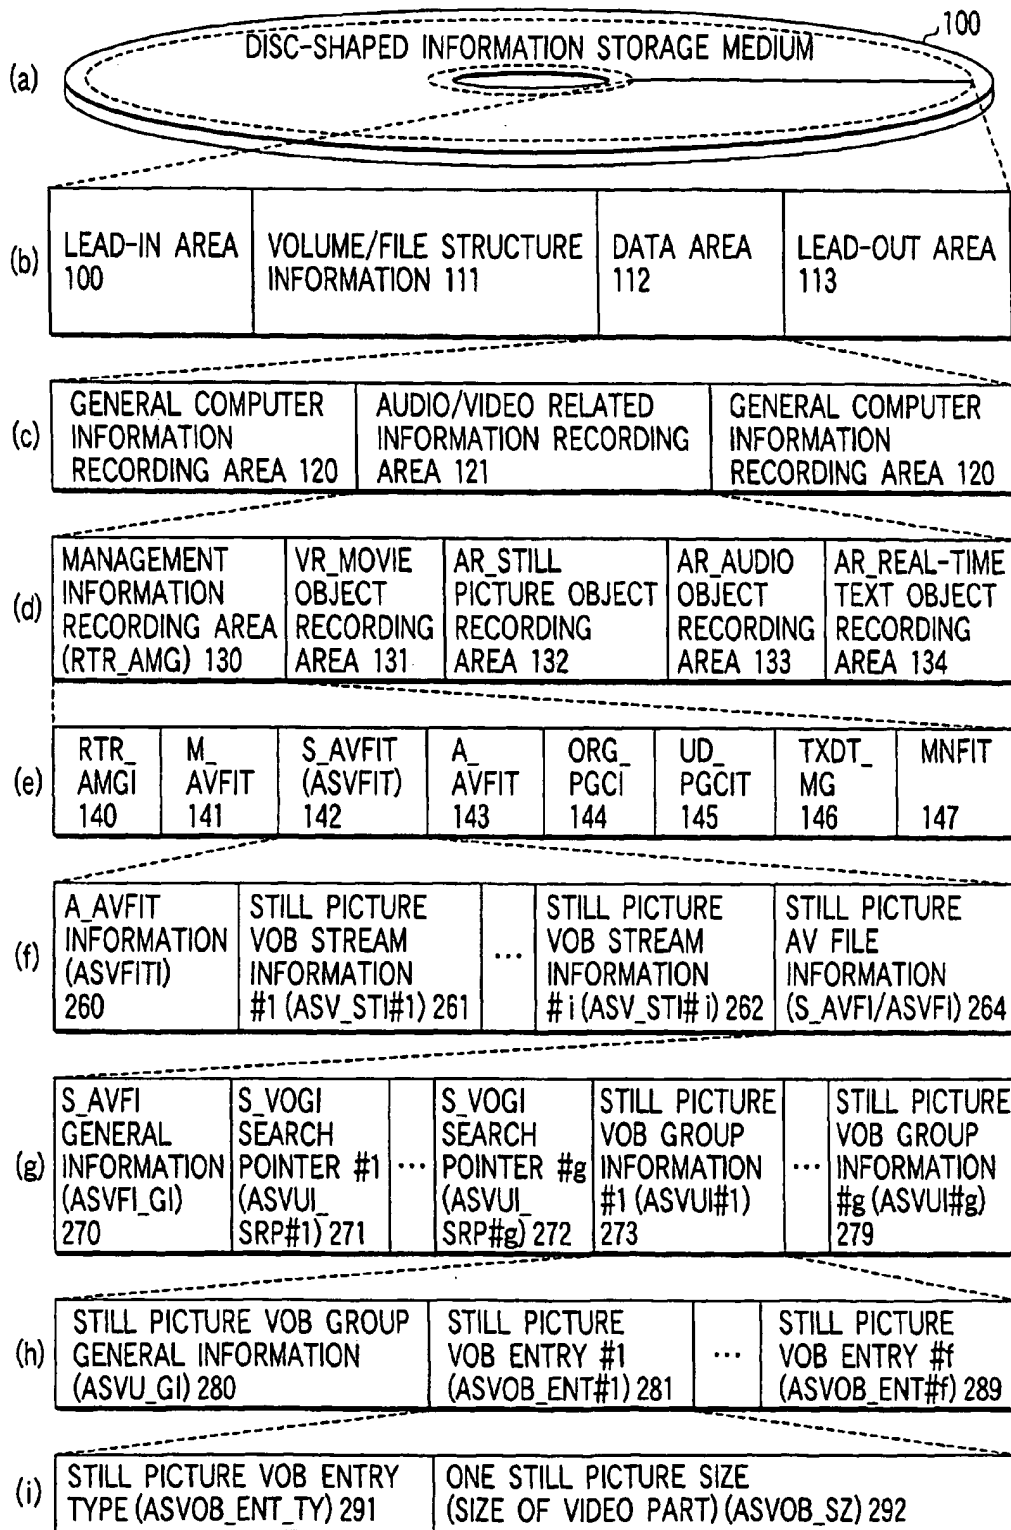 100
DISC-SHAPED INFORMATION STORAGE MEDIUM
(a)
(b)
LEAD-IN AREA
100
VOLUME/FILE STRUCTURE
INFORMATION 111
DATA AREA
112
LEAD-OUT AREA
113
(c)
GENERAL COMPUTER
INFORMATION
RECORDING AREA 120
AUDIO/VIDEO RELATED
INFORMATION RECORDING
AREA 121
GENERAL COMPUTER
INFORMATION
RECORDING AREA 120
(d)
MANAGEMENT
INFORMATION
RECORDING AREA
(RTR_AMG) 130
VR_MOVIE
OBJECT
RECORDING
AREA 131
AR_STILL
PICTURE OBJECT
RECORDING
AREA 132
AR_AUDIO
OBJECT
RECORDING
AREA 133
AR_REAL-TIME
TEXT OBJECT
RECORDING
AREA 134
(e)
RTR_
AMGI
140
M_
AVFIT
141
S_AVFIT
(ASVFIT)
142
A_
AVFIT
143
ORG_
PGCI
144
UD_
PGCIT
145
TXDT_
MG
146
MNFIT
147
(f)
A_AVFIT
INFORMATION
(ASVFITI)
260
STILL PICTURE
VOB STREAM
INFORMATION
#1 (ASV_STI#1) 261
...
STILL PICTURE
VOB STREAM
INFORMATION
#i (ASV_STI#i) 262
STILL PICTURE
AV FILE
INFORMATION
(S_AVFI/ASVFI) 264
(g)
S_AVFI
GENERAL
INFORMATION
(ASVFI_GI)
270
S_VOGI
SEARCH
POINTER #1
(ASVUI_
SRP#1) 271
...
S_VOGI
SEARCH
POINTER #g
(ASVUI_
SRP#g) 272
STILL PICTURE
VOB GROUP
INFORMATION
#1 (ASVUI#1)
273
...
STILL PICTURE
VOB GROUP
INFORMATION
#g (ASVUI#g)
279
(h)
STILL PICTURE VOB GROUP
GENERAL INFORMATION
(ASVU_GI) 280
STILL PICTURE
VOB ENTRY #1
(ASVOB_ENT#1) 281
...
STILL PICTURE
VOB ENTRY #f
(ASVOB_ENT#f) 289
(i)
STILL PICTURE VOB ENTRY
TYPE (ASVOB_ENT_TY) 291
ONE STILL PICTURE SIZE
(SIZE OF VIDEO PART) (ASVOB_SZ) 292